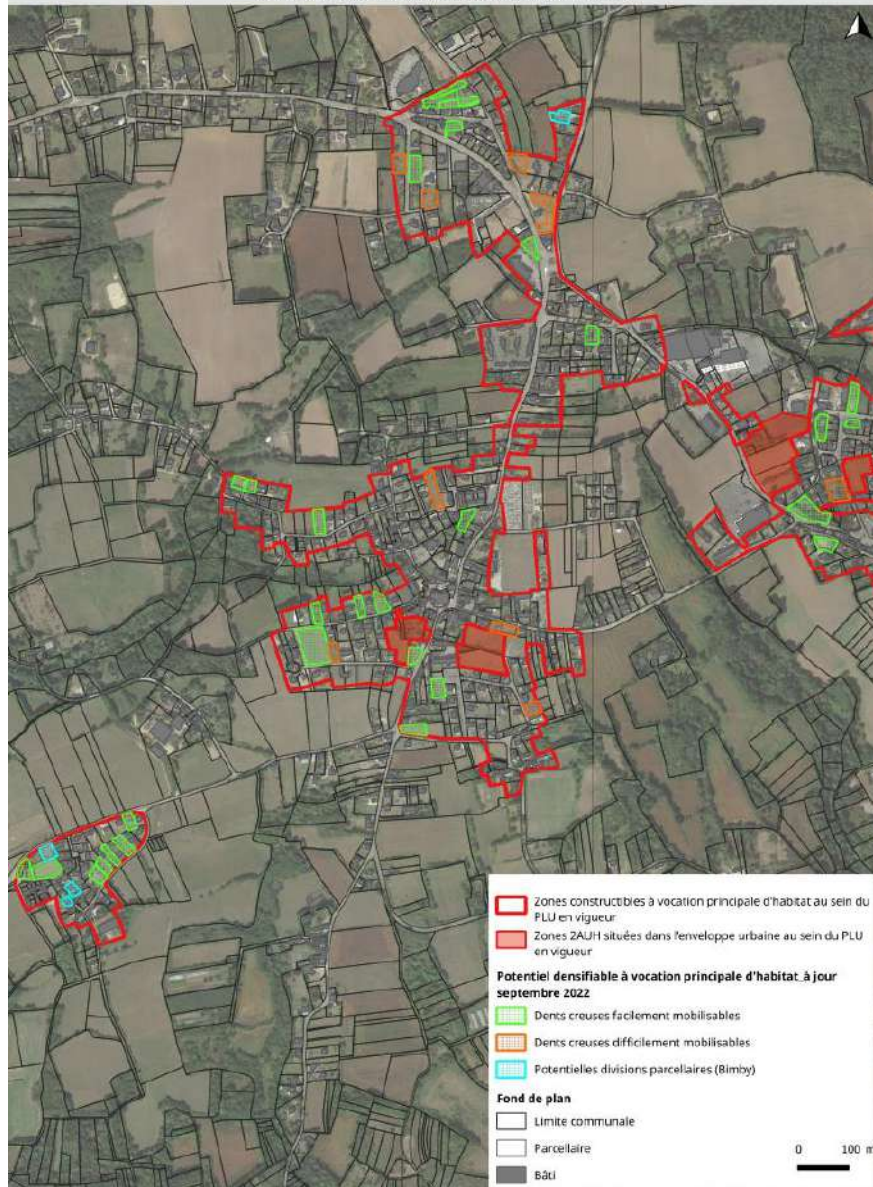 Zones constructibles à vocation principale d'habitat au sein du
PLU en vigueur
Zones 2AUH situées dans l'enveloppe urbaine au sein du PLU
en vigueur
Potentiel densifiable à vocation principale d'habitat à jour
septembre 2022
Dents creuses facilement mobilisables
Dents creuses difficilement mobilisables
Potentielles divisions parcellaires (Bimby)
Fond de plan
Limite communale
Parcellaire
Bâti
0 100 m